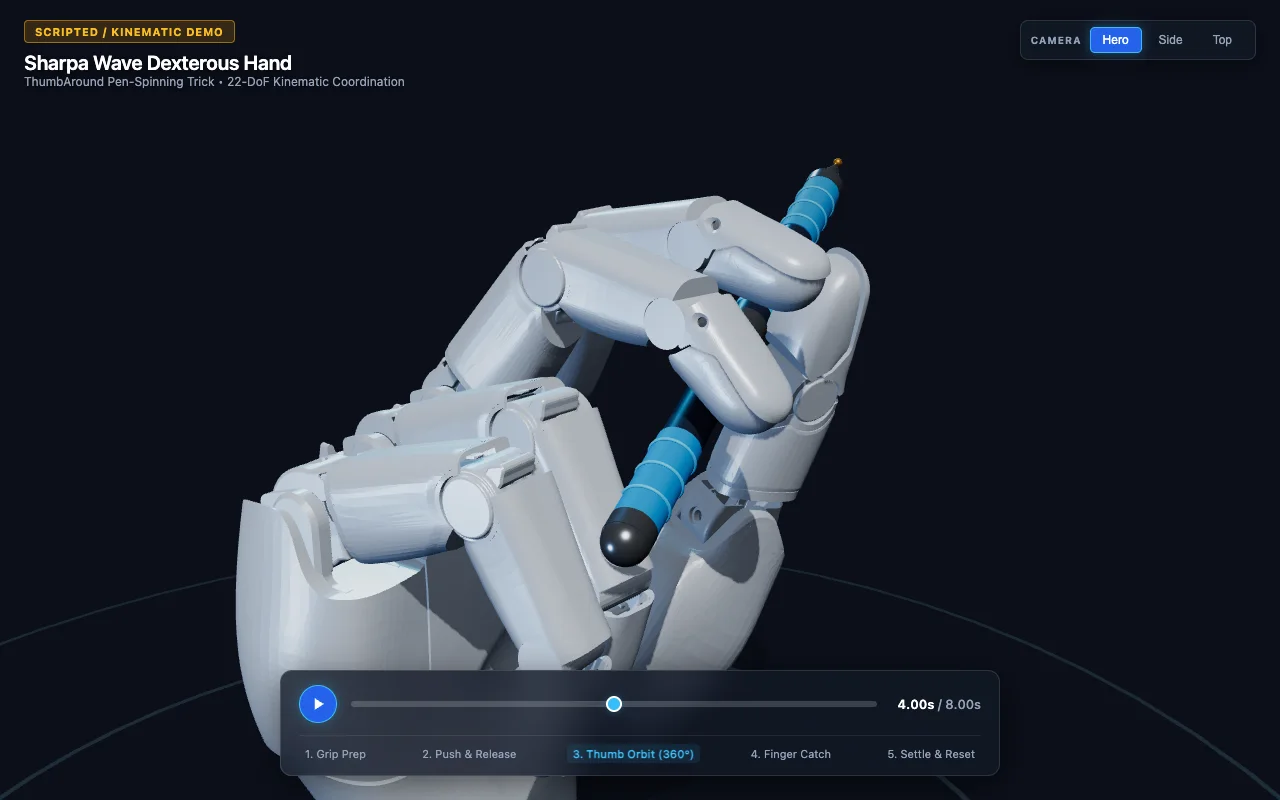 SCRIPTED / KINEMATIC DEMO
Sharpa Wave Dexterous Hand
ThumbAround Pen-Spinning Trick • 22-DoF Kinematic Coordination
CAMERA Hero Side Top
4.00s / 8.00s
1. Grip Prep 2. Push & Release 3. Thumb Orbit (360°) 4. Finger Catch 5. Settle & Reset